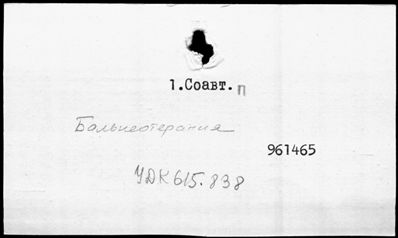 1.Соавт. п
Бальнеотерапия
961465
УДК 615.838